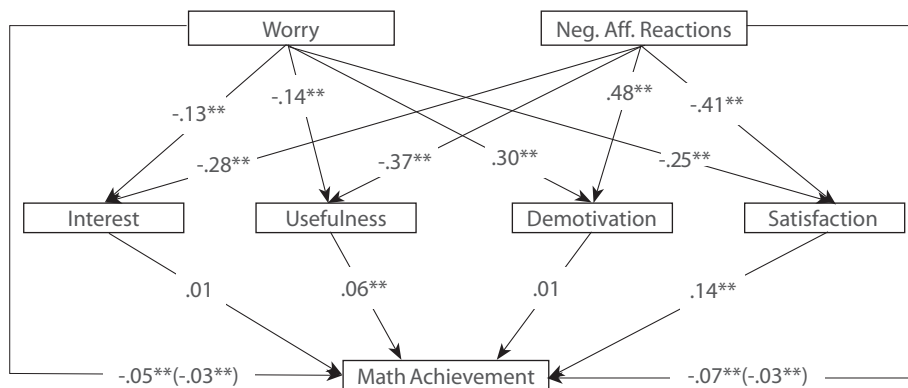 Worry
Neg. Aff. Reactions
-.13**
-.14**
.48**
-.41**
-.28**
-.37**
.30**
-.25**
Interest
Usefulness
Demotivation
Satisfaction
.01
.06**
.01
.14**
-.05**(-.03**)
Math Achievement
-.07**(-.03**)